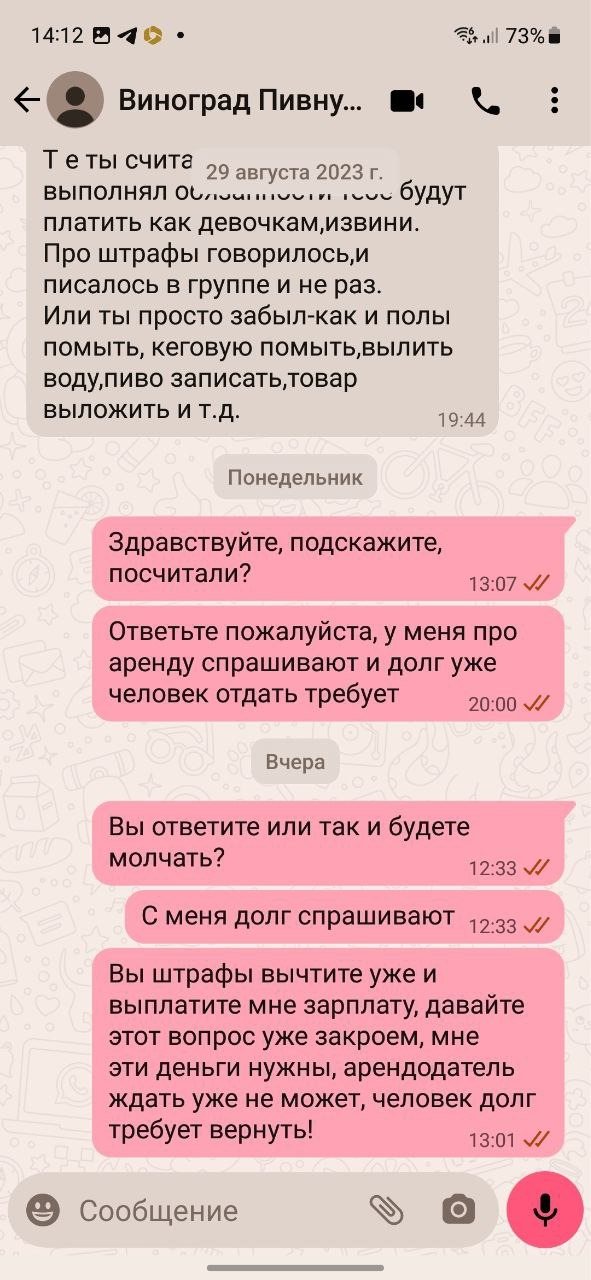 14:12
73%
Виноград Пивну...
Т е ты счита
29 августа 2023 г.
выполнял обязанности тебе будут
платить как девочкам,извини.
Про штрафы говорилось,и
писалось в группе и не раз.
Или ты просто забыл-как и полы
помыть, кеговую помыть,вылить
воду,пиво записать,товар
выложить и т.д.
19:44
Понедельник
Здравствуйте, подскажите,
посчитали?
13:07
Ответьте пожалуйста, у меня про
аренду спрашивают и долг уже
человек отдать требует
20:00
Вчера
Вы ответите или так и будете
молчать?
12:33
С меня долг спрашивают
12:33
Вы штрафы вычтите уже и
выплатите мне зарплату, давайте
этот вопрос уже закроем, мне
эти деньги нужны, арендодатель
ждать уже не может, человек долг
требует вернуть!
13:01
Сообщение